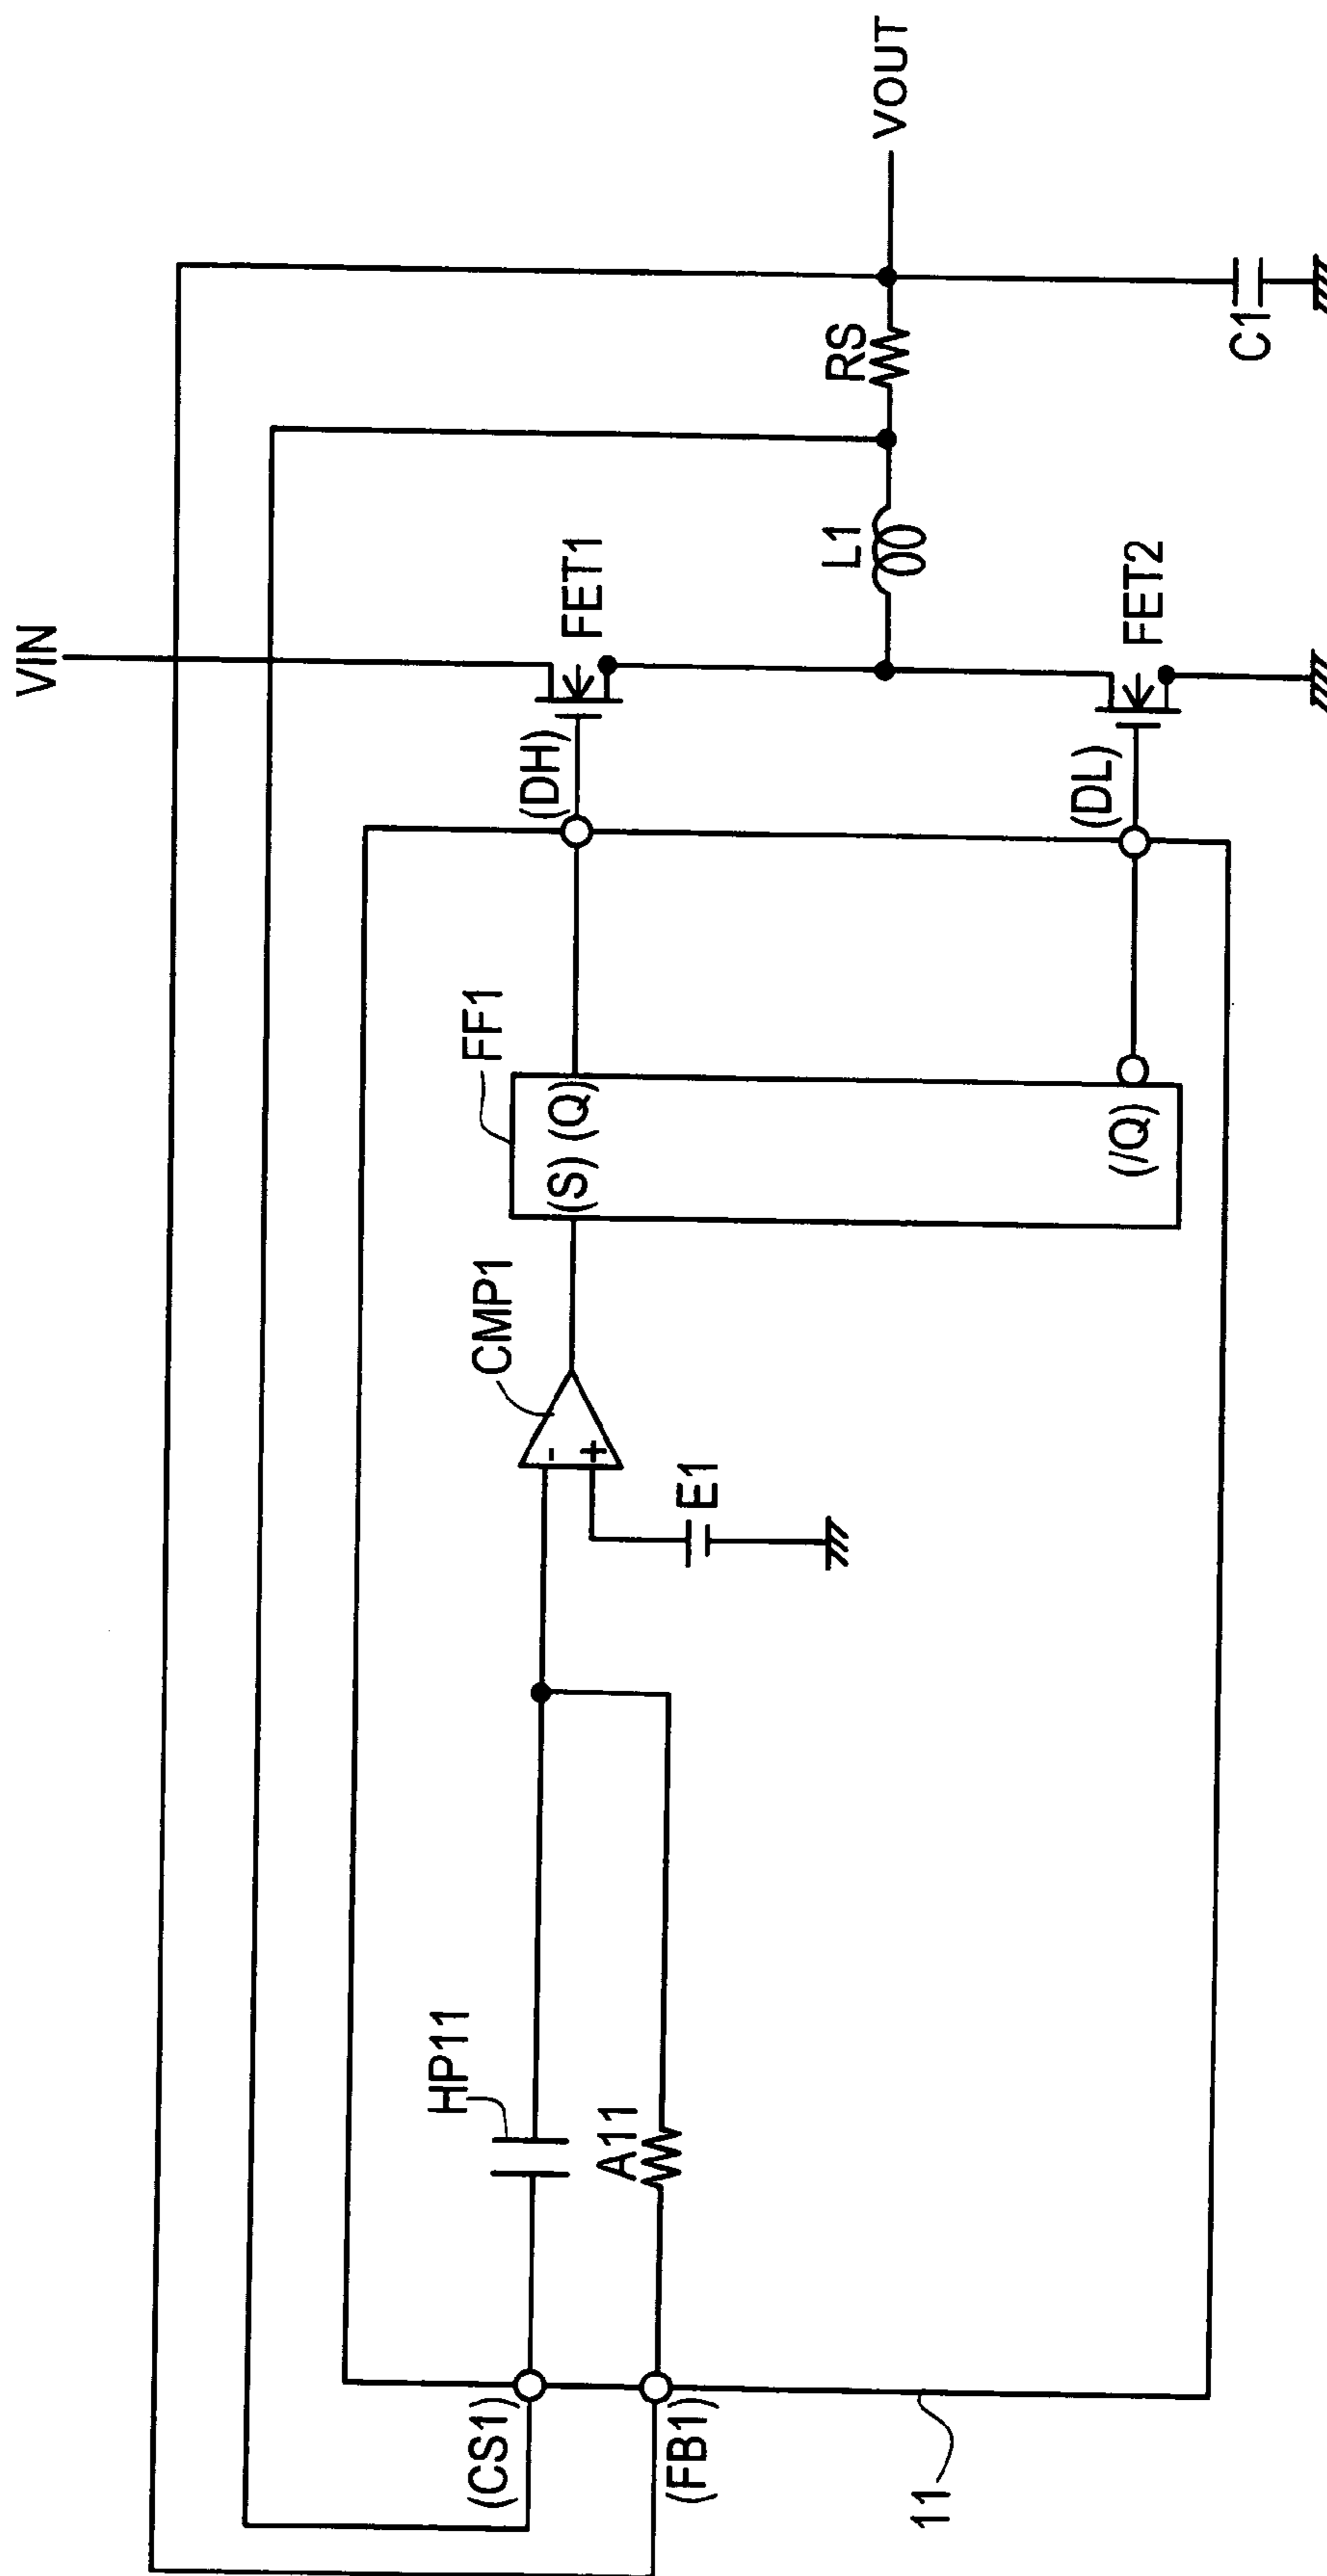 VIN
VOUT
RS
C1
L1
FET1
FET2
(DH)
(DL)
FF1
(S) (Q)
(/Q)
CMP1
-
+
E1
HP11
A11
(CS1)
(FB1)
11